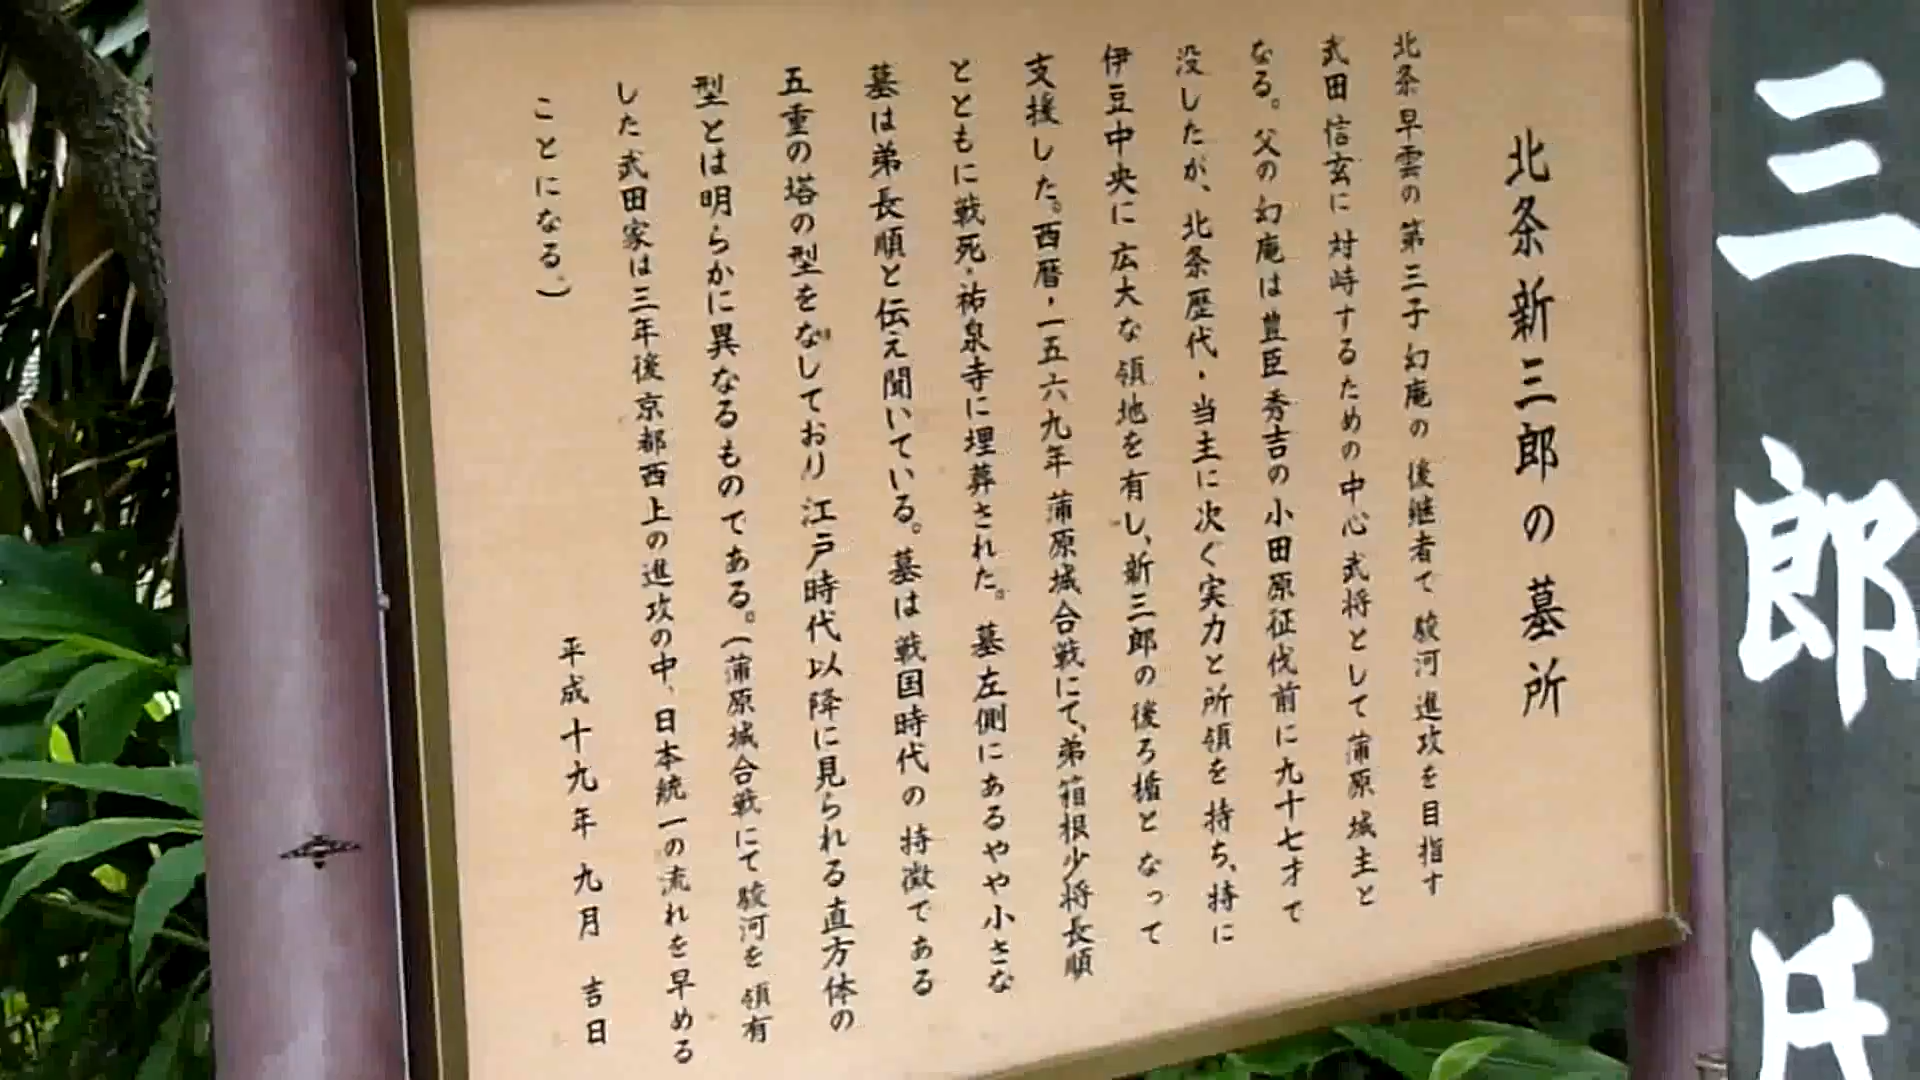 三郎氏
北条新三郎の墓所
北条早雲の第三子幻庵の後継者で駿河進攻を目指す
武田信玄に対峙するための中心武将として蒲原城主と
なる。父の幻庵は豊臣秀吉の小田原征伐前に九十七才で
没したが、北条歴代・当主に次ぐ実力と所領を持ち、持に
伊豆中央に広大な領地を有し、新三郎の後ろ楯となって
支援した。西暦・一五六九年蒲原城合戦にて、弟箱根少将長順
とともに戦死・祐泉寺に埋葬された。墓左側にあるやや小さな
墓は弟長順と伝え聞いている。墓は戦国時代の持徴である
五重の塔の型をなしており江戸時代以降に見られる直方体の
型とは明らかに異なるものである。(蒲原城合戦にて駿河を領有
した武田家は三年後京都西上の進攻の中、日本統一の流れを早める
ことになる。)
平成十九年九月 吉日